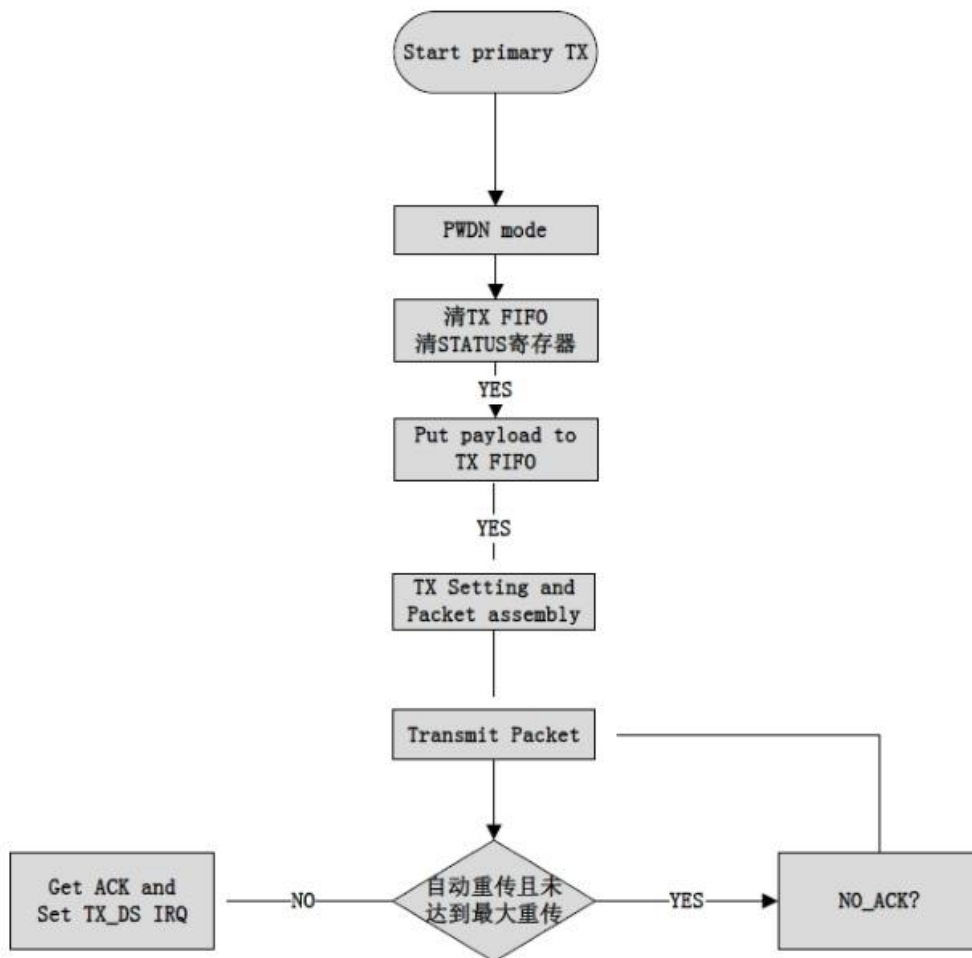 Start primary TX
PWDN mode
清TX FIFO
清STATUS寄存器
YES
Put payload to
TX FIFO
YES
TX Setting and
Packet assembly
Transmit Packet
Get ACK and
Set TX_DS IRQ
NO
自动重传且未
达到最大重传
YES
NO_ACK?